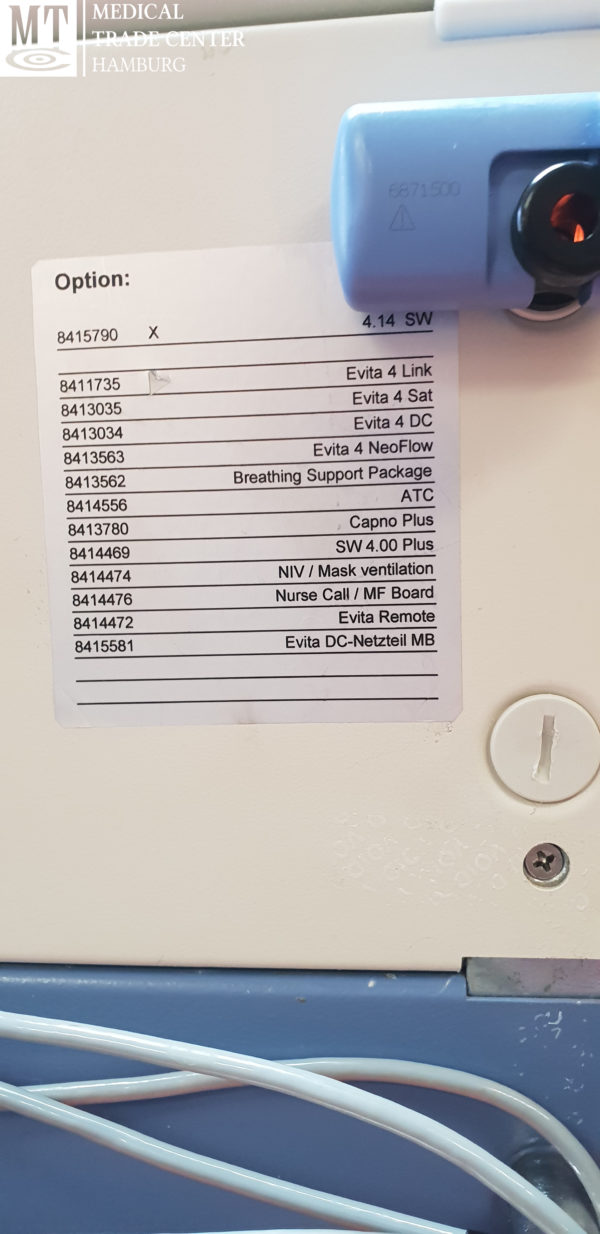 MT
MEDICAL
TRADE CENTER
HAMBURG
6871500
Option:
8415790 X 4.14 SW
8411735 Evita 4 Link
8413035 Evita 4 Sat
8413034 Evita 4 DC
8413563 Evita 4 NeoFlow
8413562 Breathing Support Package
8414556 ATC
8413780 Capno Plus
8414469 SW 4.00 Plus
8414474 NIV / Mask ventilation
8414476 Nurse Call / MF Board
8414472 Evita Remote
8415581 Evita DC-Netzteil MB